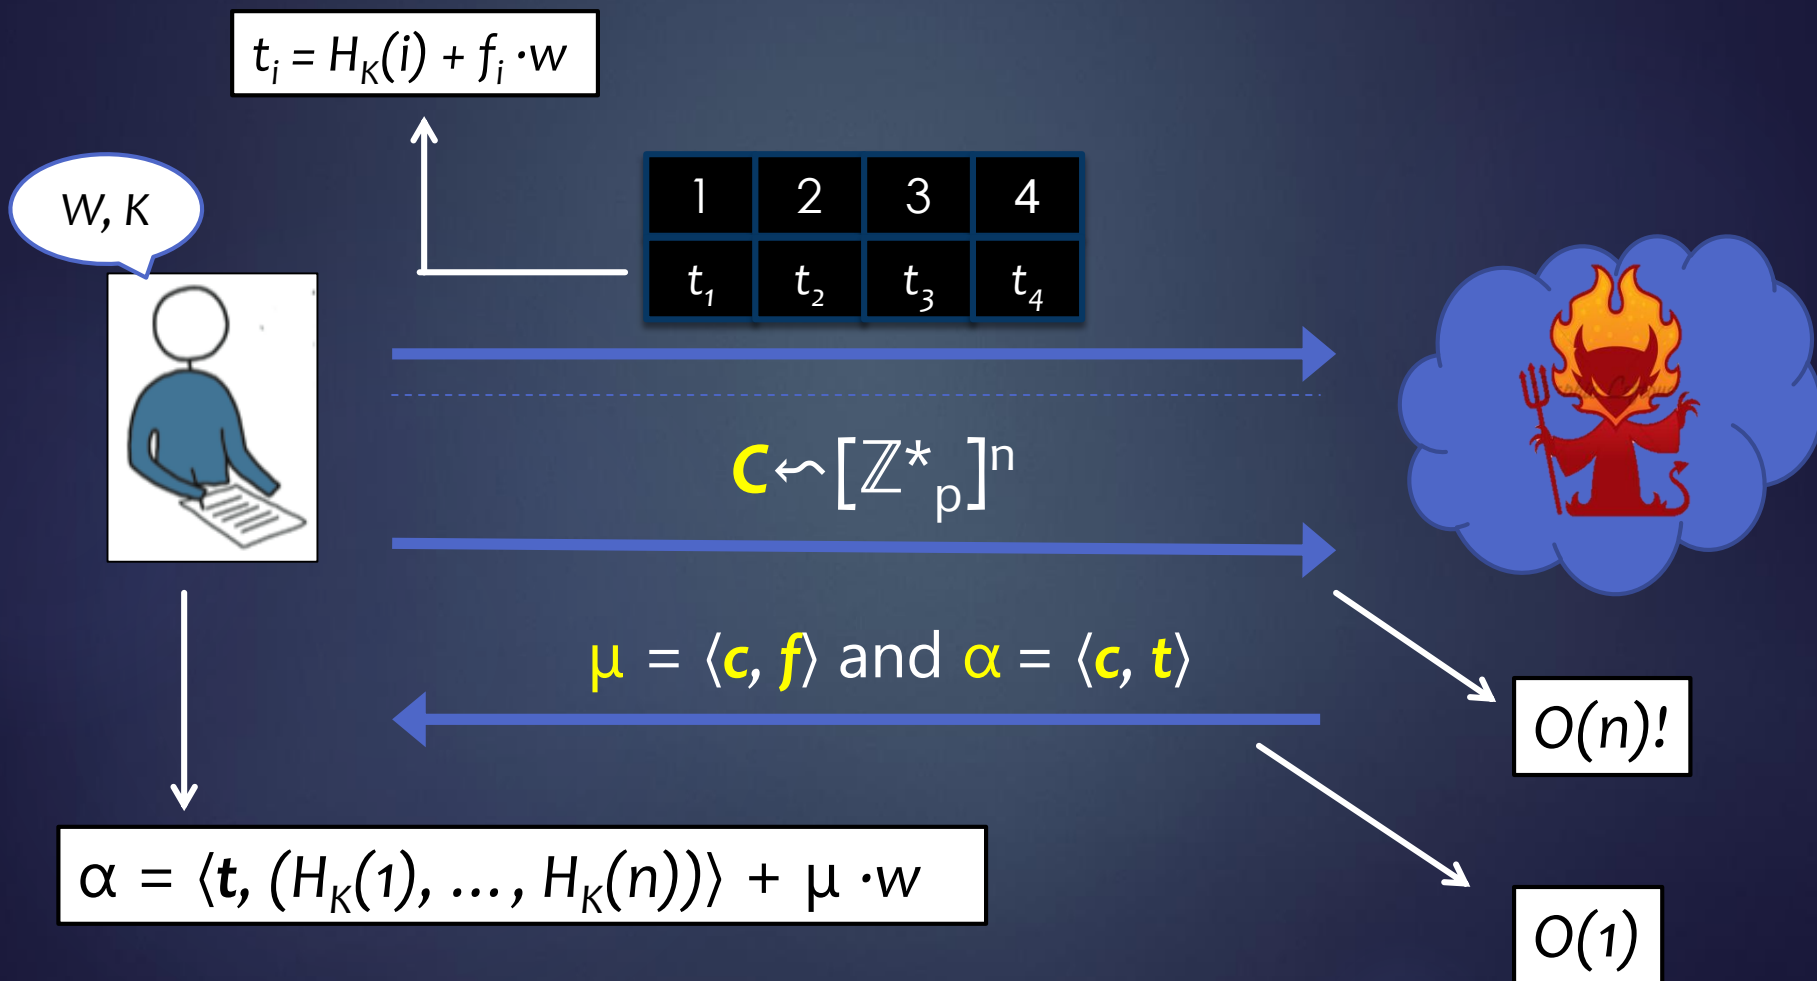 tᵢ = H_K(i) + fᵢ ·w
W, K
1 2 3 4
t₁ t₂ t₃ t₄
C↜[ℤ*ₚ]ⁿ
μ = ⟨c, f⟩ and α = ⟨c, t⟩
O(n)!
α = ⟨t, (H_K(1), ..., H_K(n))⟩ + μ ·w
O(1)